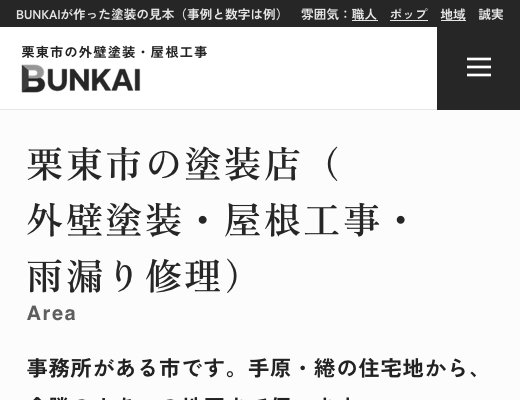 BUNKAIが作った塗装の見本（事例と数字は例） 雰囲気：職人 ポップ 地域 誠実
栗東市の外壁塗装・屋根工事
BUNKAI
栗東市の塗装店（
外壁塗装・屋根工事・
雨漏り修理）
Area
事務所がある市です。手原・綣の住宅地から、